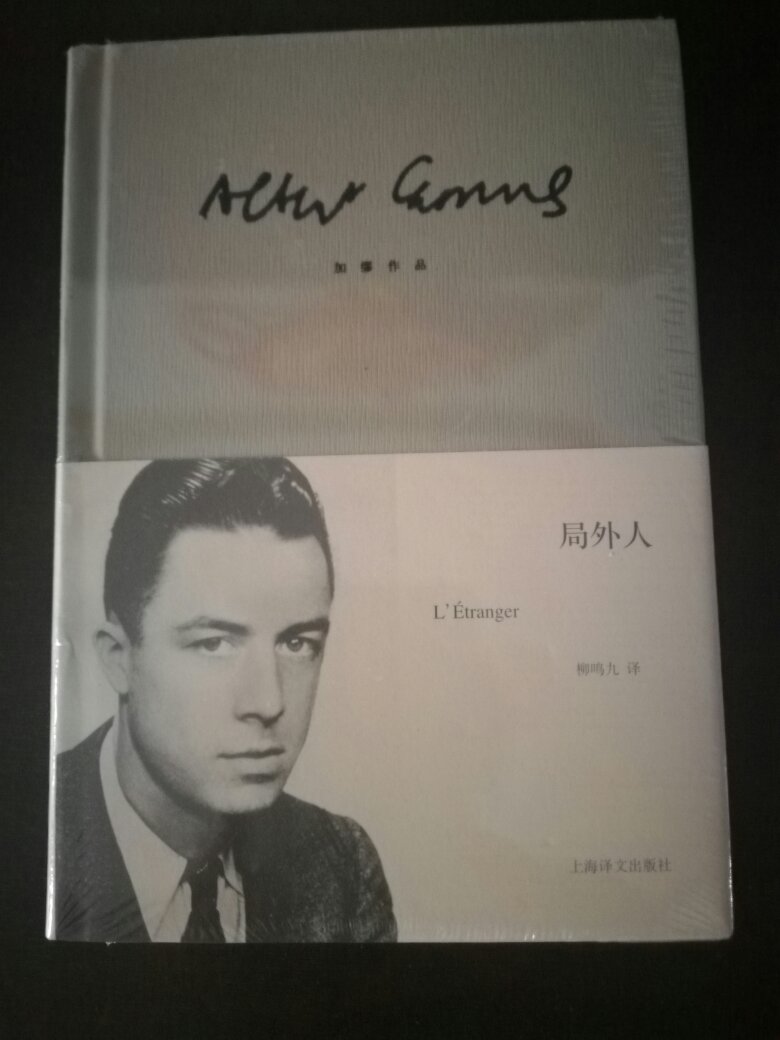 Albert Camus
加缪作品
局外人
L'Étranger
柳鸣九 译
上海译文出版社